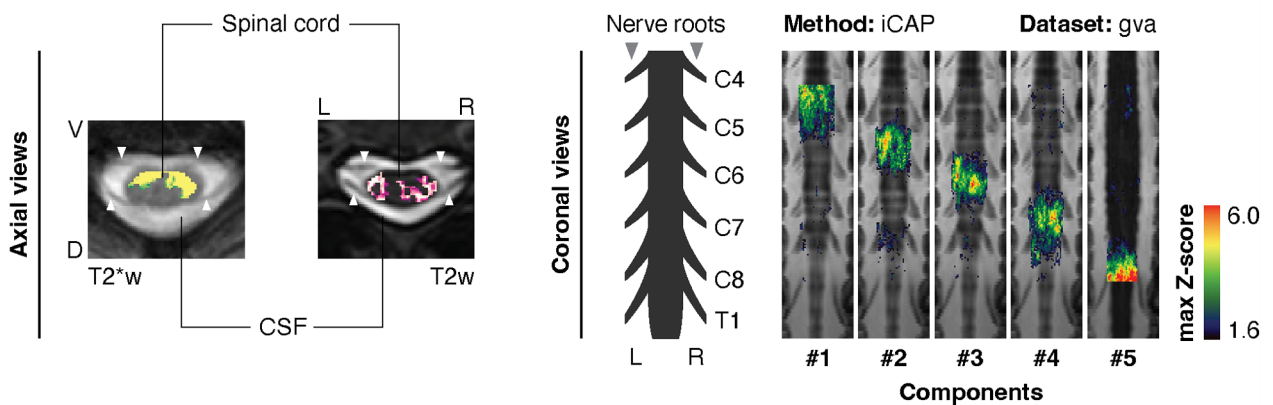 Spinal cord
Axial views
V
D
T2*w
L
R
T2w
CSF
Coronal views
Nerve roots
C4
C5
C6
C7
C8
T1
L
R
Method: iCAP
Dataset: gva
#1
#2
#3
#4
#5
Components
max Z-score
6.0
1.6